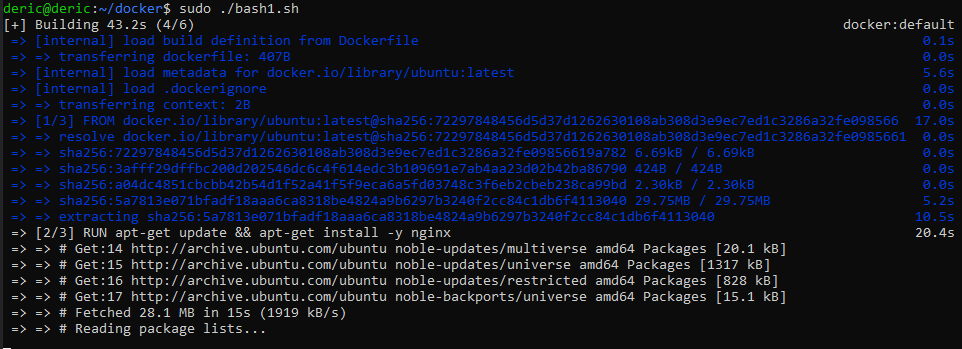 deric@deric:~/docker$ sudo ./bash1.sh
[+] Building 43.2s (4/6) docker:default
=> [internal] load build definition from Dockerfile 0.1s
=> => transferring dockerfile: 407B 0.0s
=> [internal] load metadata for docker.io/library/ubuntu:latest 5.6s
=> [internal] load .dockerignore 0.0s
=> => transferring context: 2B 0.0s
=> [1/3] FROM docker.io/library/ubuntu:latest@sha256:72297848456d5d37d1262630108ab308d3e9ec7ed1c3286a32fe098566 17.0s
=> => resolve docker.io/library/ubuntu:latest@sha256:72297848456d5d37d1262630108ab308d3e9ec7ed1c3286a32fe0985661 0.0s
=> => sha256:72297848456d5d37d1262630108ab308d3e9ec7ed1c3286a32fe09856619a782 6.69kB / 6.69kB 0.0s
=> => sha256:3afff29dffbc200d202546dc6c4f614edc3b109691e7ab4aa23d02b42ba86790 424B / 424B 0.0s
=> => sha256:a04dc4851cbcbb42b54d1f52a41f5f9eca6a5fd03748c3f6eb2cbeb238ca99bd 2.30kB / 2.30kB 0.0s
=> => sha256:5a7813e071bfadf18aaa6ca8318be4824a9b6297b3240f2cc84c1db6f4113040 29.75MB / 29.75MB 5.2s
=> => extracting sha256:5a7813e071bfadf18aaa6ca8318be4824a9b6297b3240f2cc84c1db6f4113040 10.5s
=> [2/3] RUN apt-get update && apt-get install -y nginx 20.4s
=> => # Get:14 http://archive.ubuntu.com/ubuntu noble-updates/multiverse amd64 Packages [20.1 kB]
=> => # Get:15 http://archive.ubuntu.com/ubuntu noble-updates/universe amd64 Packages [1317 kB]
=> => # Get:16 http://archive.ubuntu.com/ubuntu noble-updates/restricted amd64 Packages [828 kB]
=> => # Get:17 http://archive.ubuntu.com/ubuntu noble-backports/universe amd64 Packages [15.1 kB]
=> => # Fetched 28.1 MB in 15s (1919 kB/s)
=> => # Reading package lists...